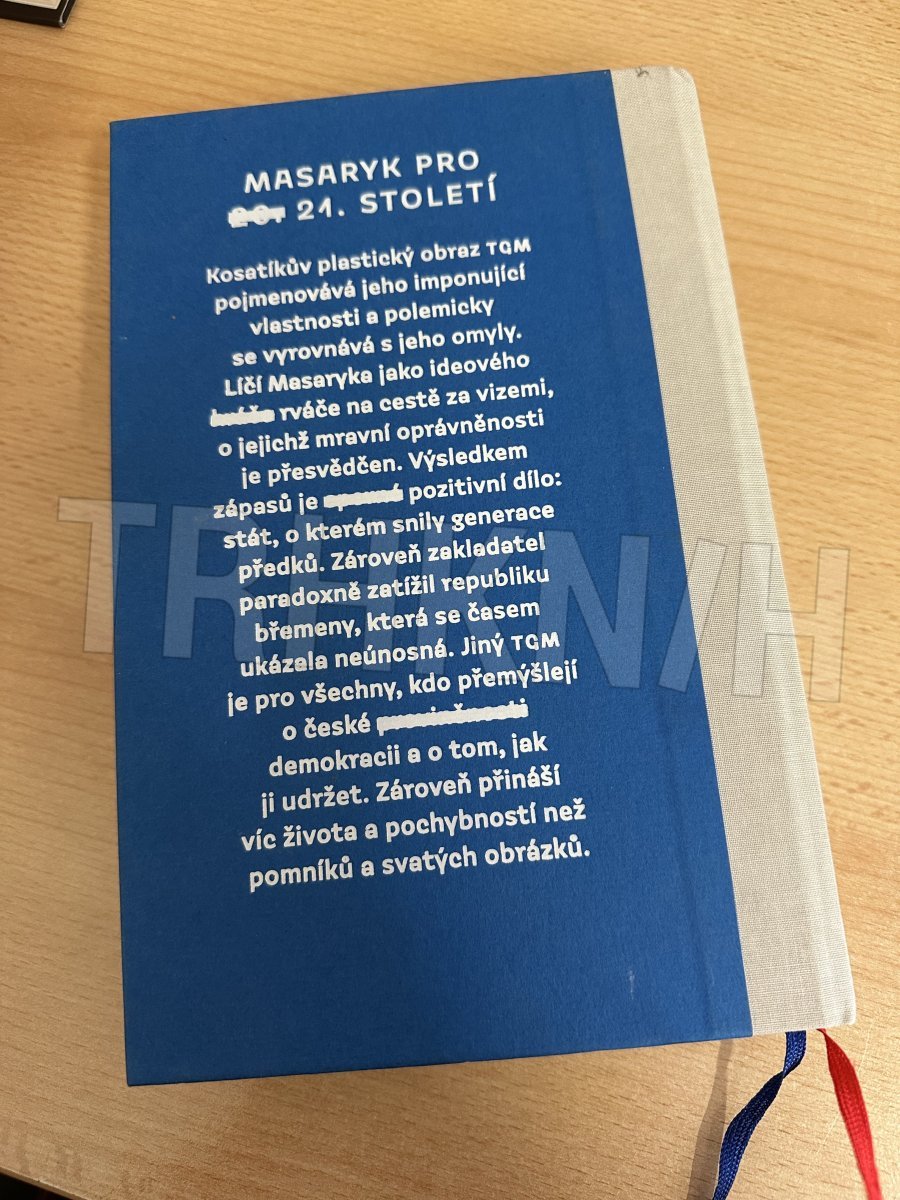 MASARYK PRO
20. 21. STOLETÍ
Kosatíkův plastický obraz TGM
pojmenovává jeho imponující
vlastnosti a polemicky
se vyrovnává s jeho omyly.
Líčí Masaryka jako ideového
rváče na cestě za vizemi,
o jejichž mravní oprávněnosti
je přesvědčen. Výsledkem
zápasů je pozitivní dílo:
stát, o kterém snily generace
předků. Zároveň zakladatel
paradoxně zatížil republiku
břemeny, která se časem
ukázala neúnosná. Jiný TGM
je pro všechny, kdo přemýšlejí
o české
demokracii a o tom, jak
ji udržet. Zároveň přináší
víc života a pochybností než
pomníků a svatých obrázků.
TRHKNIH